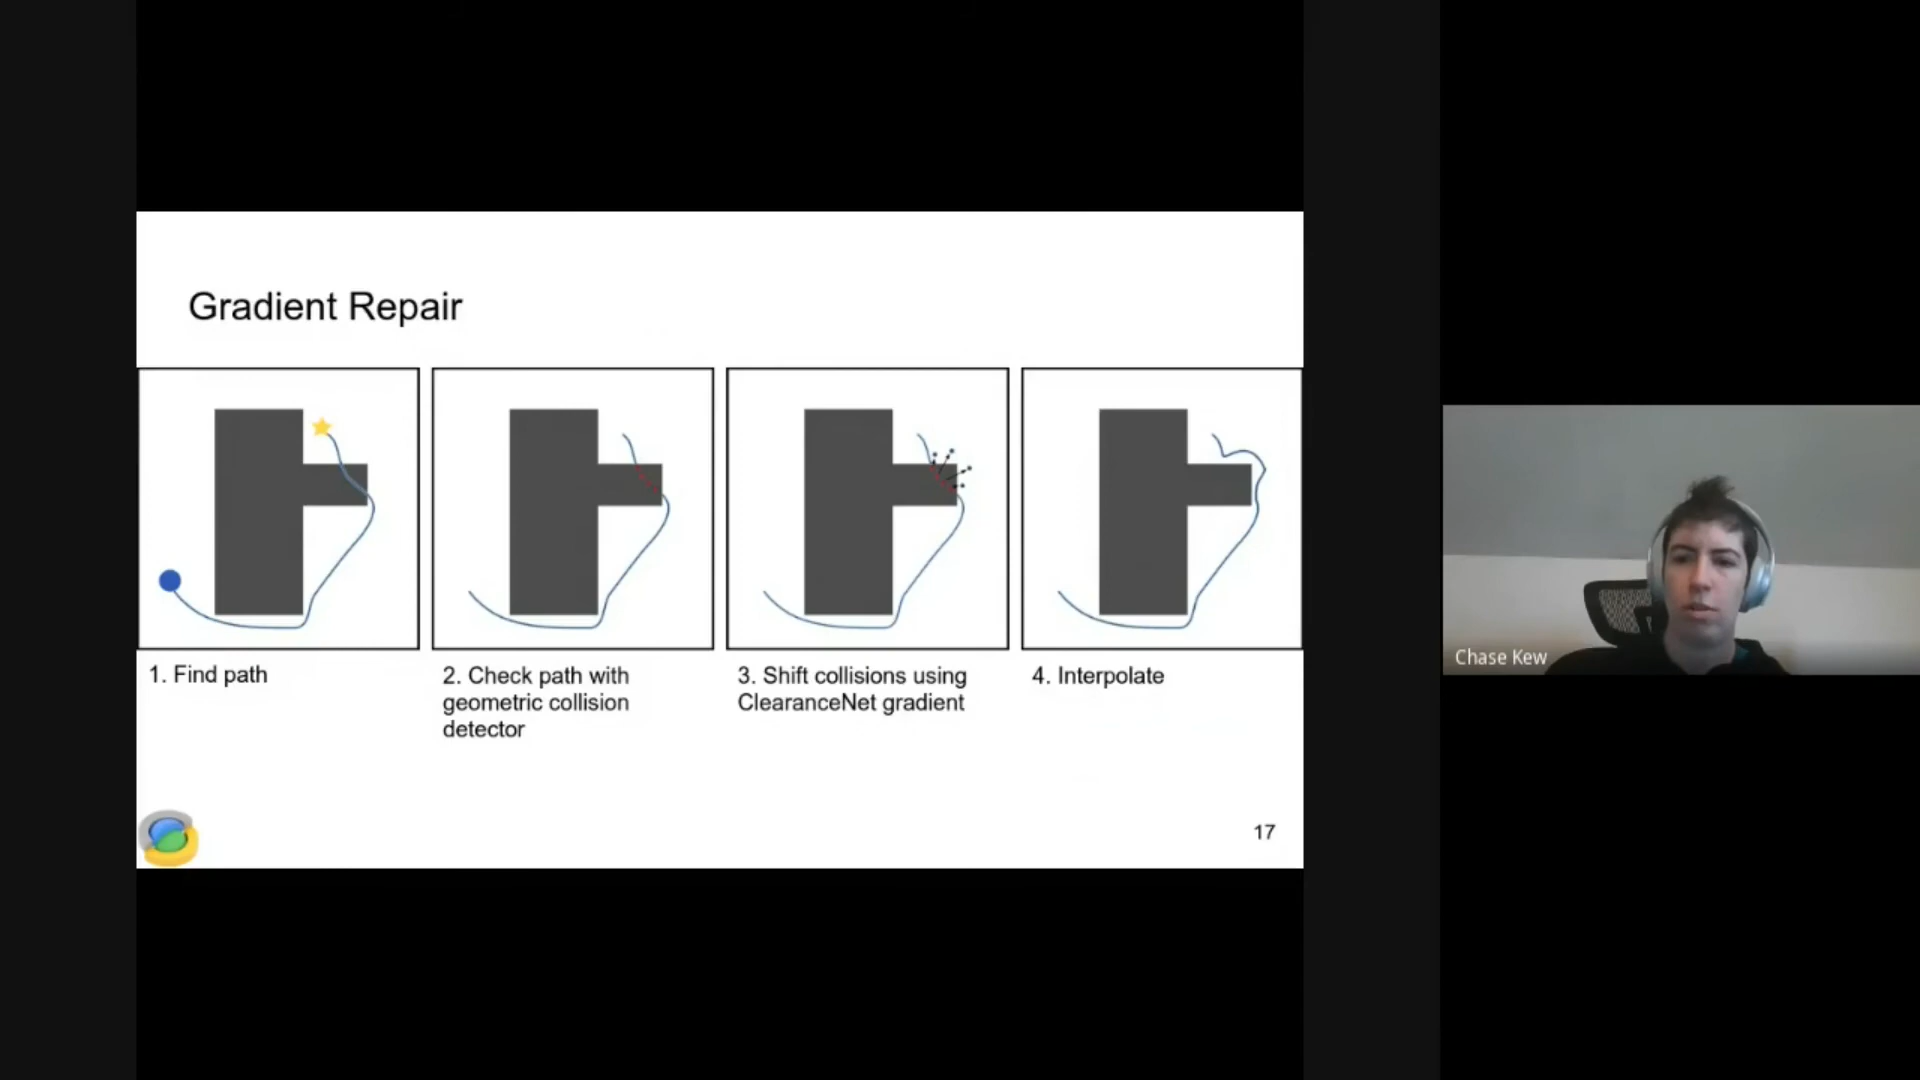 Gradient Repair
1. Find path
2. Check path with
geometric collision
detector
3. Shift collisions using
ClearanceNet gradient
4. Interpolate
17
Chase Kew